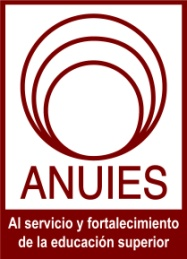 ANUIES
Al servicio y fortalecimiento
de la educación superior